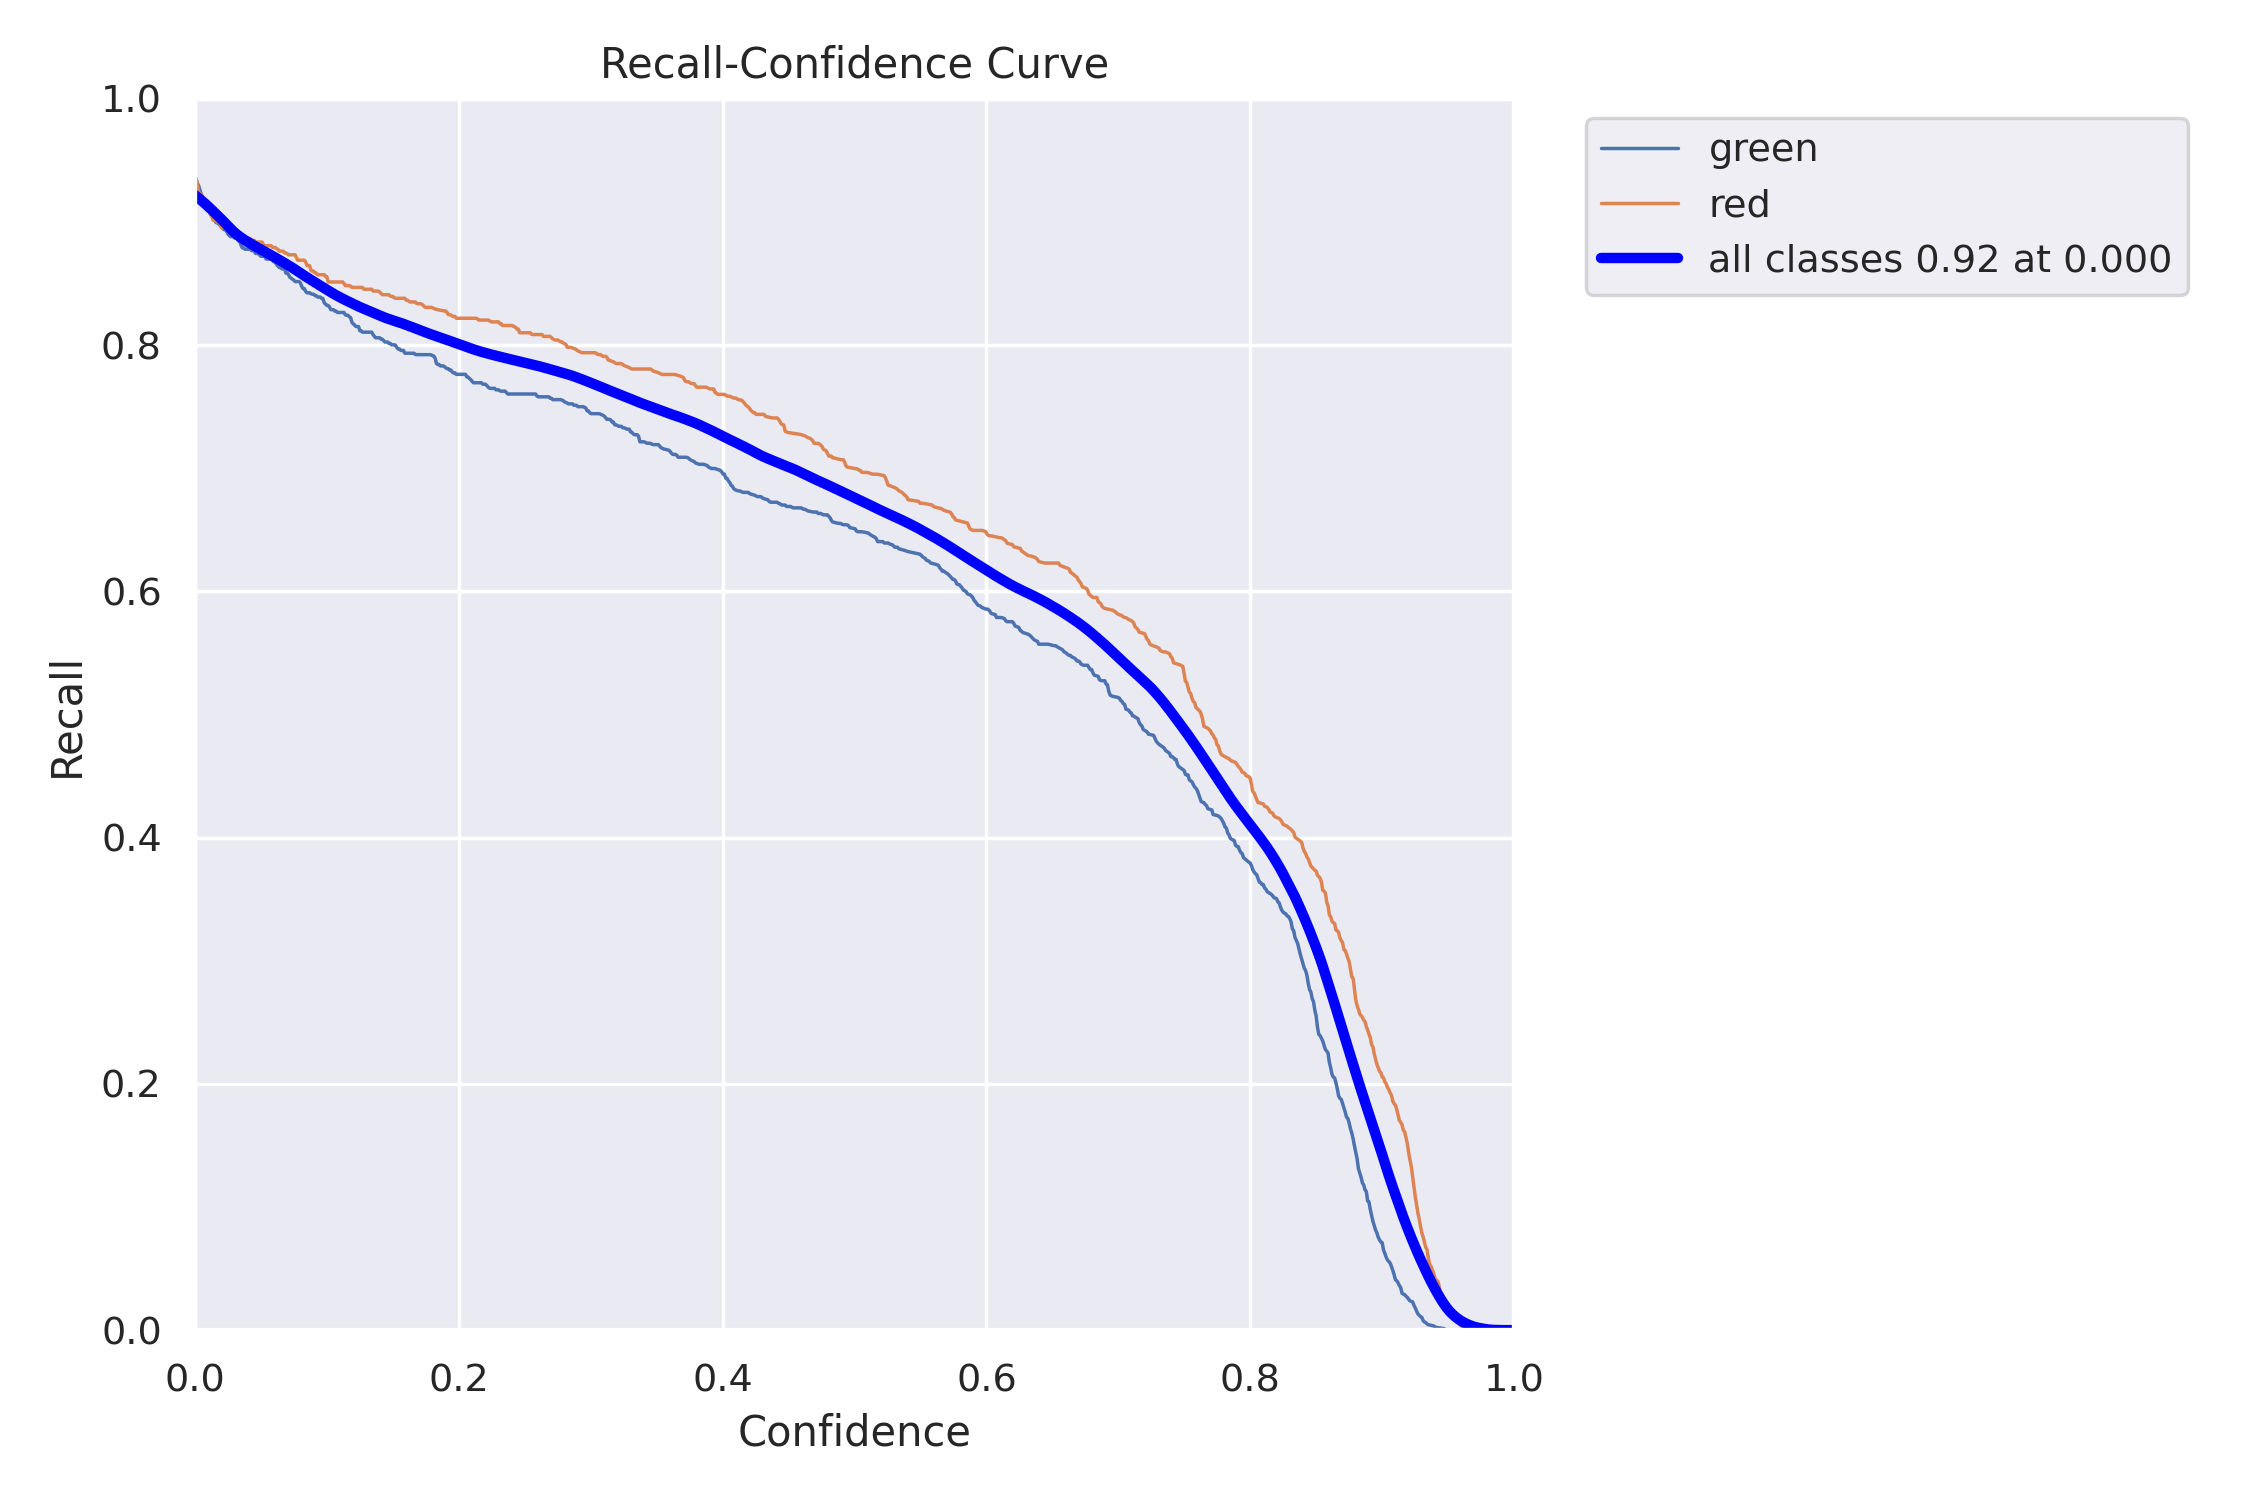 Recall-Confidence Curve
1.0
0.8
0.6
0.4
0.2
0.0
Recall
0.0 0.2 0.4 0.6 0.8 1.0
Confidence
green
red
all classes 0.92 at 0.000